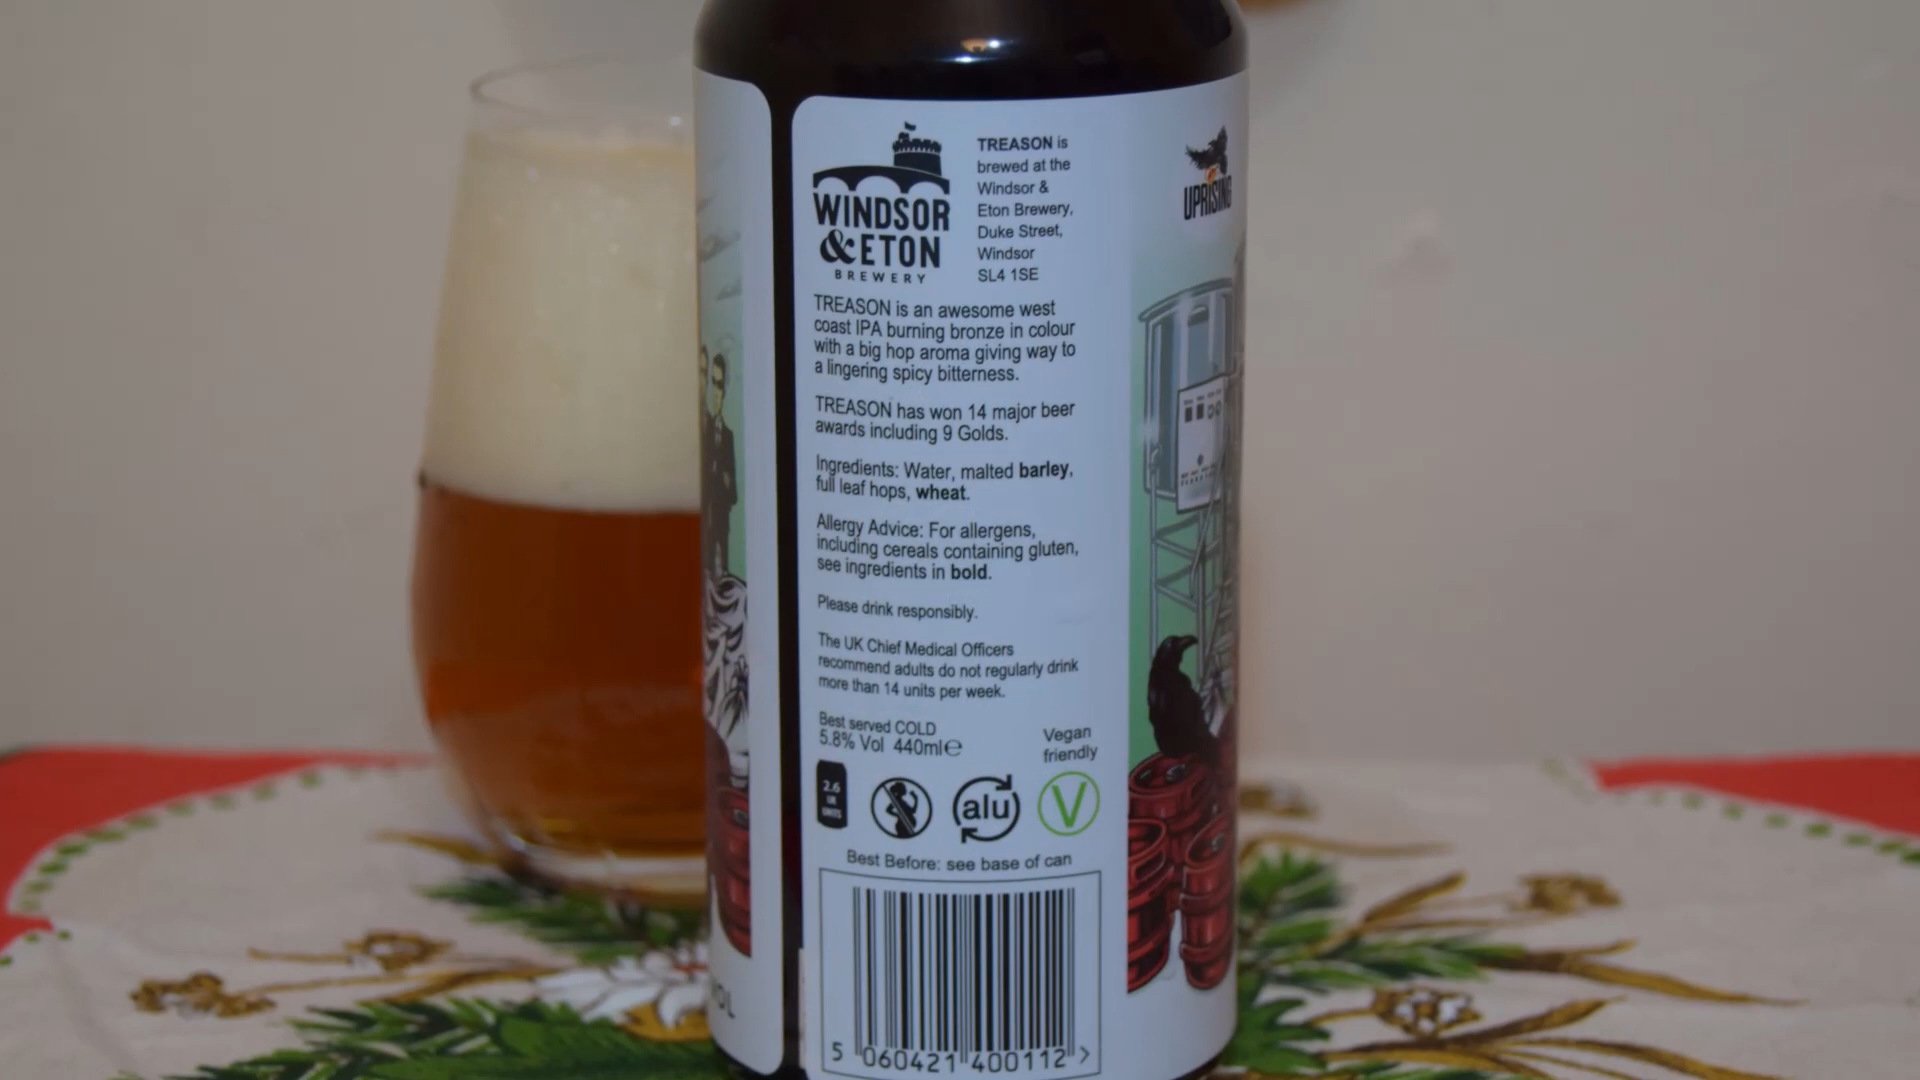 WINDSOR
& ETON
BREWERY
TREASON is
brewed at the
Windsor &
Eton Brewery,
Duke Street,
Windsor
SL4 1SE
TREASON is an awesome west
coast IPA burning bronze in colour
with a big hop aroma giving way to
a lingering spicy bitterness.
TREASON has won 14 major beer
awards including 9 Golds.
Ingredients: Water, malted barley,
full leaf hops, wheat.
Allergy Advice: For allergens,
including cereals containing gluten,
see ingredients in bold.
Please drink responsibly.
The UK Chief Medical Officers
recommend adults do not regularly drink
more than 14 units per week.
Best served COLD
5.8% Vol 440ml℮
Vegan
friendly
2.6
UK
UNITS
alu
V
Best Before: see base of can
5 060421 400112 >
UPRISING